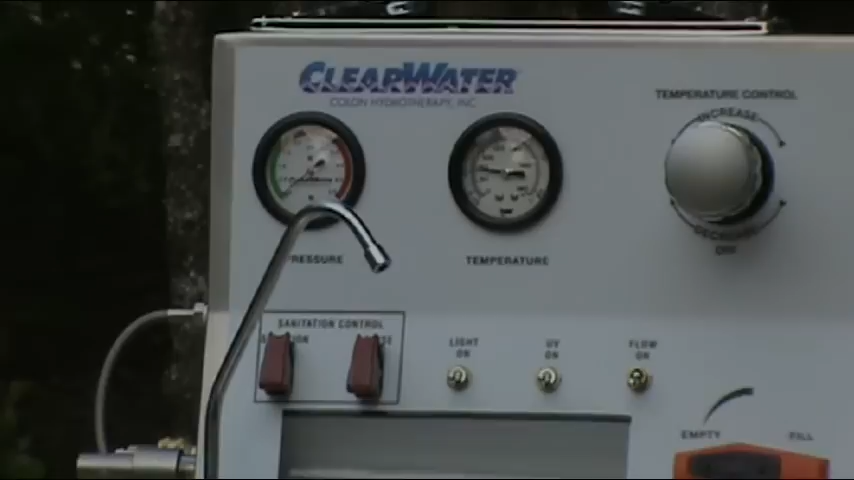 CLEARWATER
COLON HYDROTHERAPY, INC.
TEMPERATURE CONTROL
INCREASE
OFF
PRESSURE
TEMPERATURE
SANITATION CONTROL
LIGHT
ON
UV
ON
FLOW
ON
EMPTY
FILL